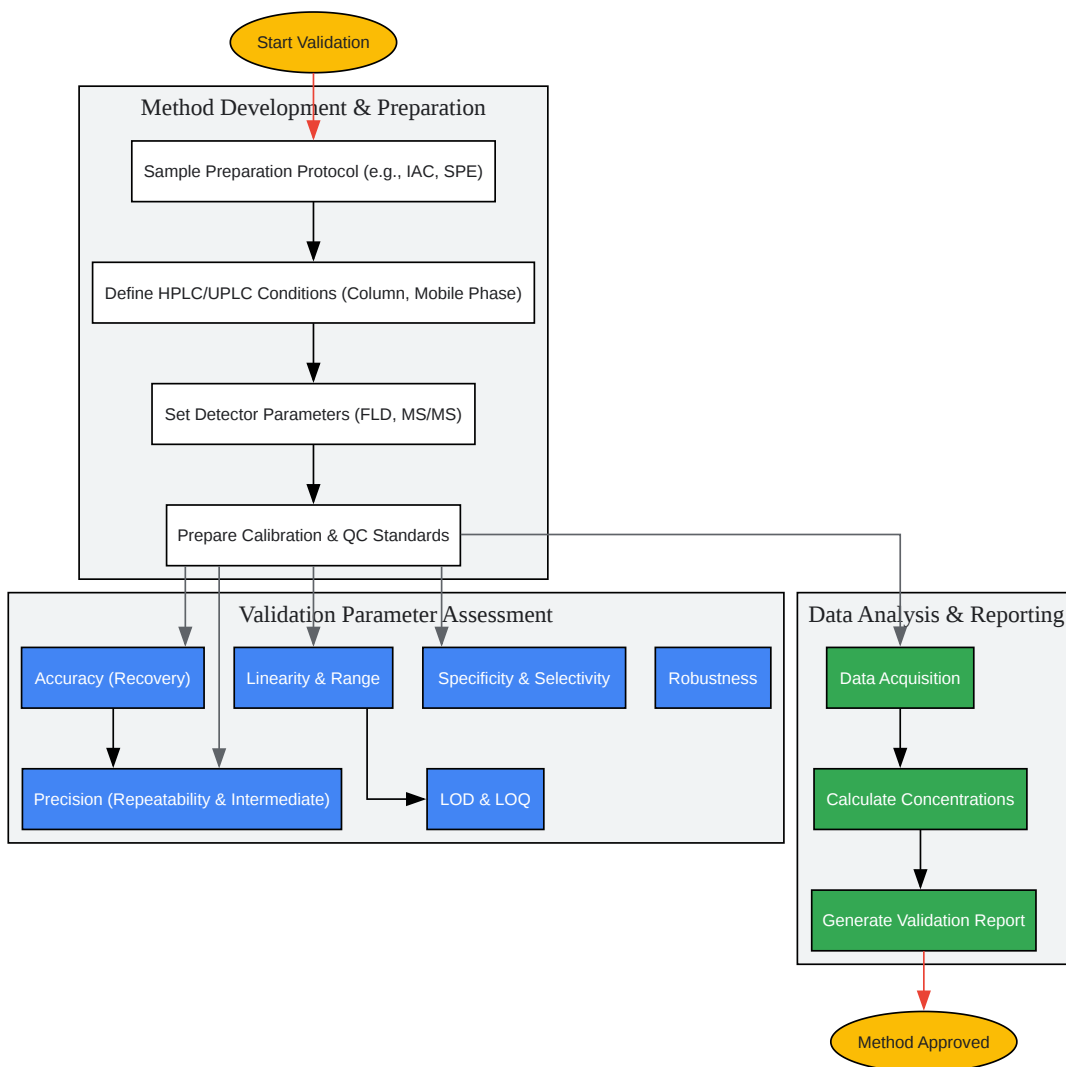 Start Validation
Method Development & Preparation
Sample Preparation Protocol (e.g., IAC, SPE)
Define HPLC/UPLC Conditions (Column, Mobile Phase)
Set Detector Parameters (FLD, MS/MS)
Prepare Calibration & QC Standards
Validation Parameter Assessment
Accuracy (Recovery)
Linearity & Range
Specificity & Selectivity
Robustness
Precision (Repeatability & Intermediate)
LOD & LOQ
Data Analysis & Reporting
Data Acquisition
Calculate Concentrations
Generate Validation Report
Method Approved